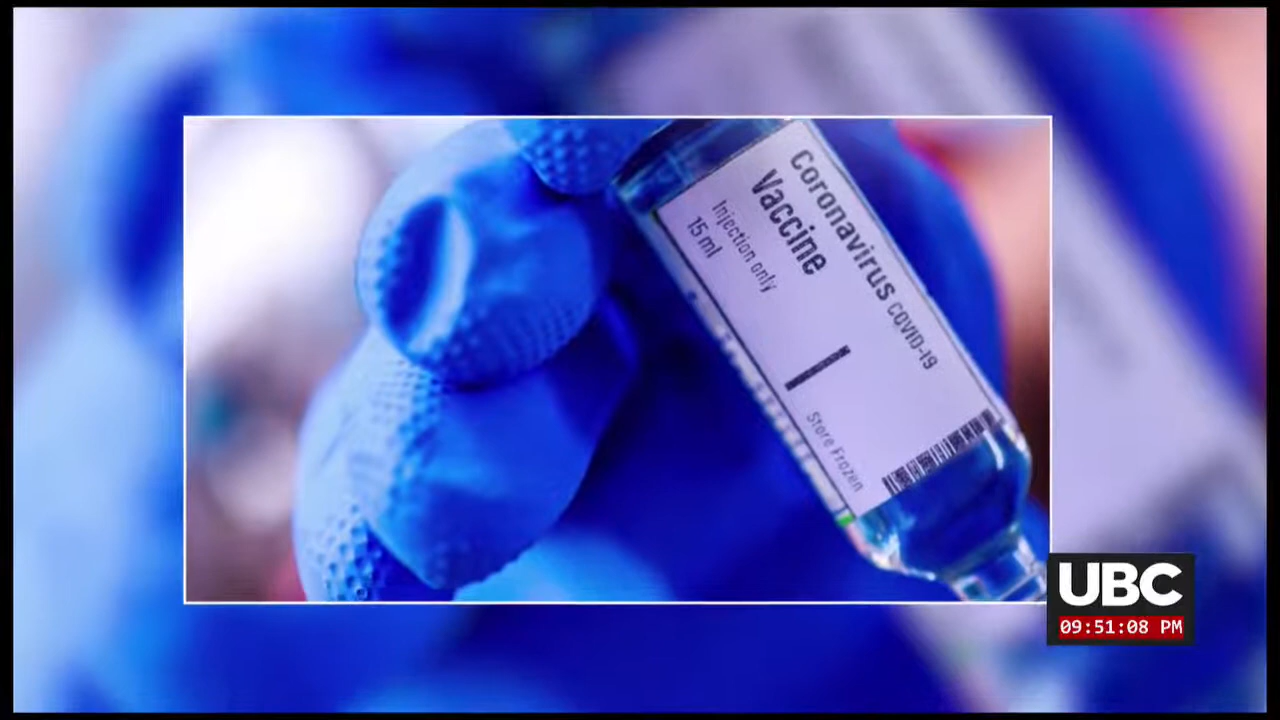 Coronavirus COVID-19
Vaccine
Injection only
15 ml
Store Frozen
UBC
09:51:08 PM